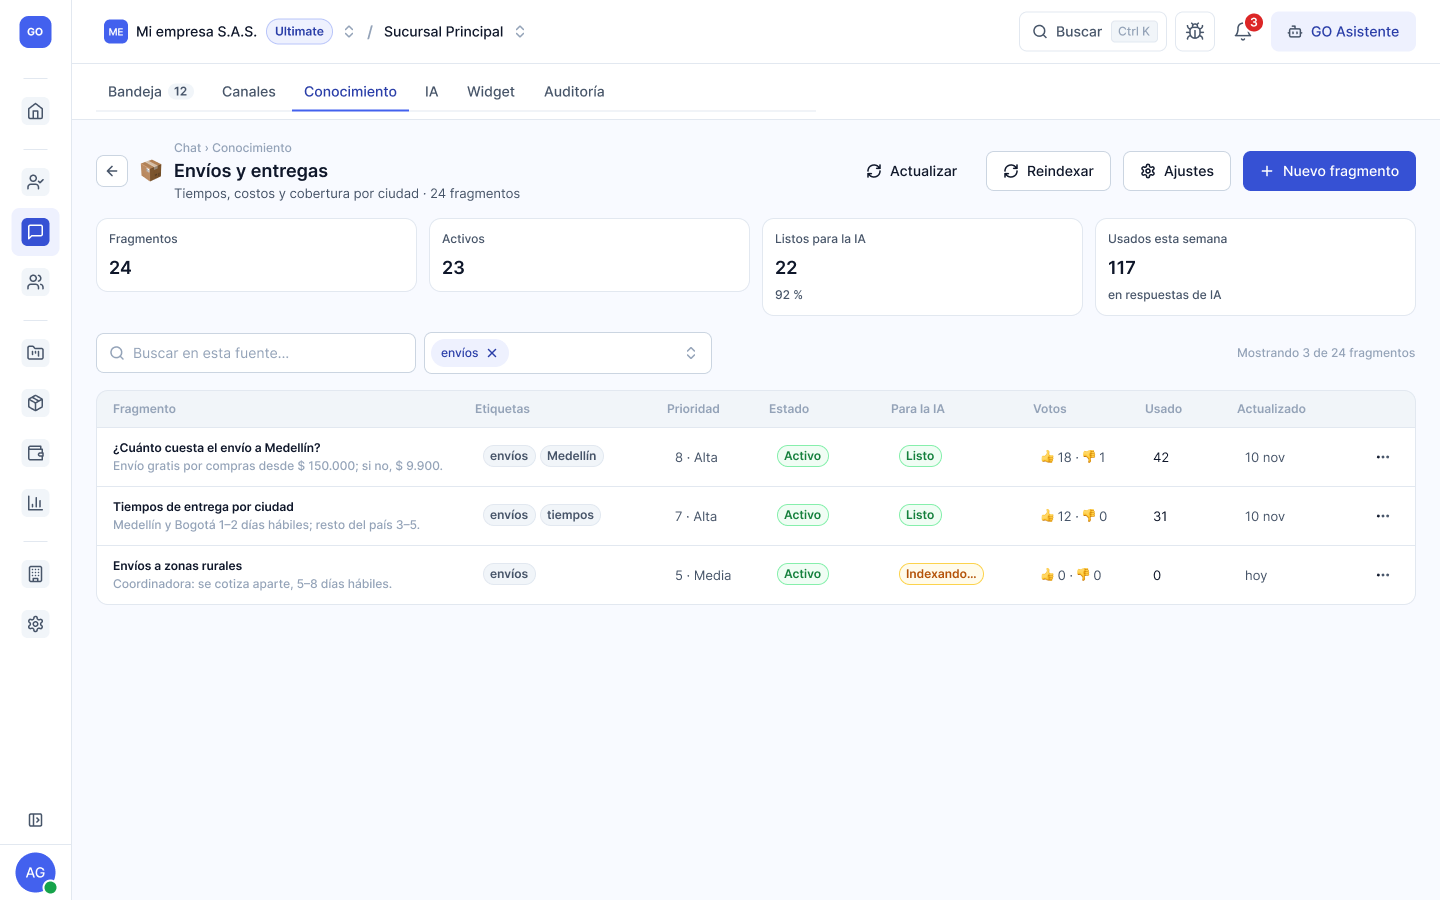 GO
ME Mi empresa S.A.S. Ultimate / Sucursal Principal
Buscar Ctrl K
3
GO Asistente
Bandeja 12 Canales Conocimiento IA Widget Auditoría
Chat › Conocimiento
📦 Envíos y entregas
Tiempos, costos y cobertura por ciudad · 24 fragmentos
Actualizar Reindexar Ajustes + Nuevo fragmento
Fragmentos
24
Activos
23
Listos para la IA
22
92 %
Usados esta semana
117
en respuestas de IA
Buscar en esta fuente...
envíos ✕
Mostrando 3 de 24 fragmentos
Fragmento Etiquetas Prioridad Estado Para la IA Votos Usado Actualizado
¿Cuánto cuesta el envío a Medellín?
Envío gratis por compras desde $ 150.000; si no, $ 9.900.
envíos Medellín 8 · Alta Activo Listo 👍 18 · 👎 1 42 10 nov ···
Tiempos de entrega por ciudad
Medellín y Bogotá 1–2 días hábiles; resto del país 3–5.
envíos tiempos 7 · Alta Activo Listo 👍 12 · 👎 0 31 10 nov ···
Envíos a zonas rurales
Coordinadora: se cotiza aparte, 5–8 días hábiles.
envíos 5 · Media Activo Indexando... 👍 0 · 👎 0 0 hoy ···
AG